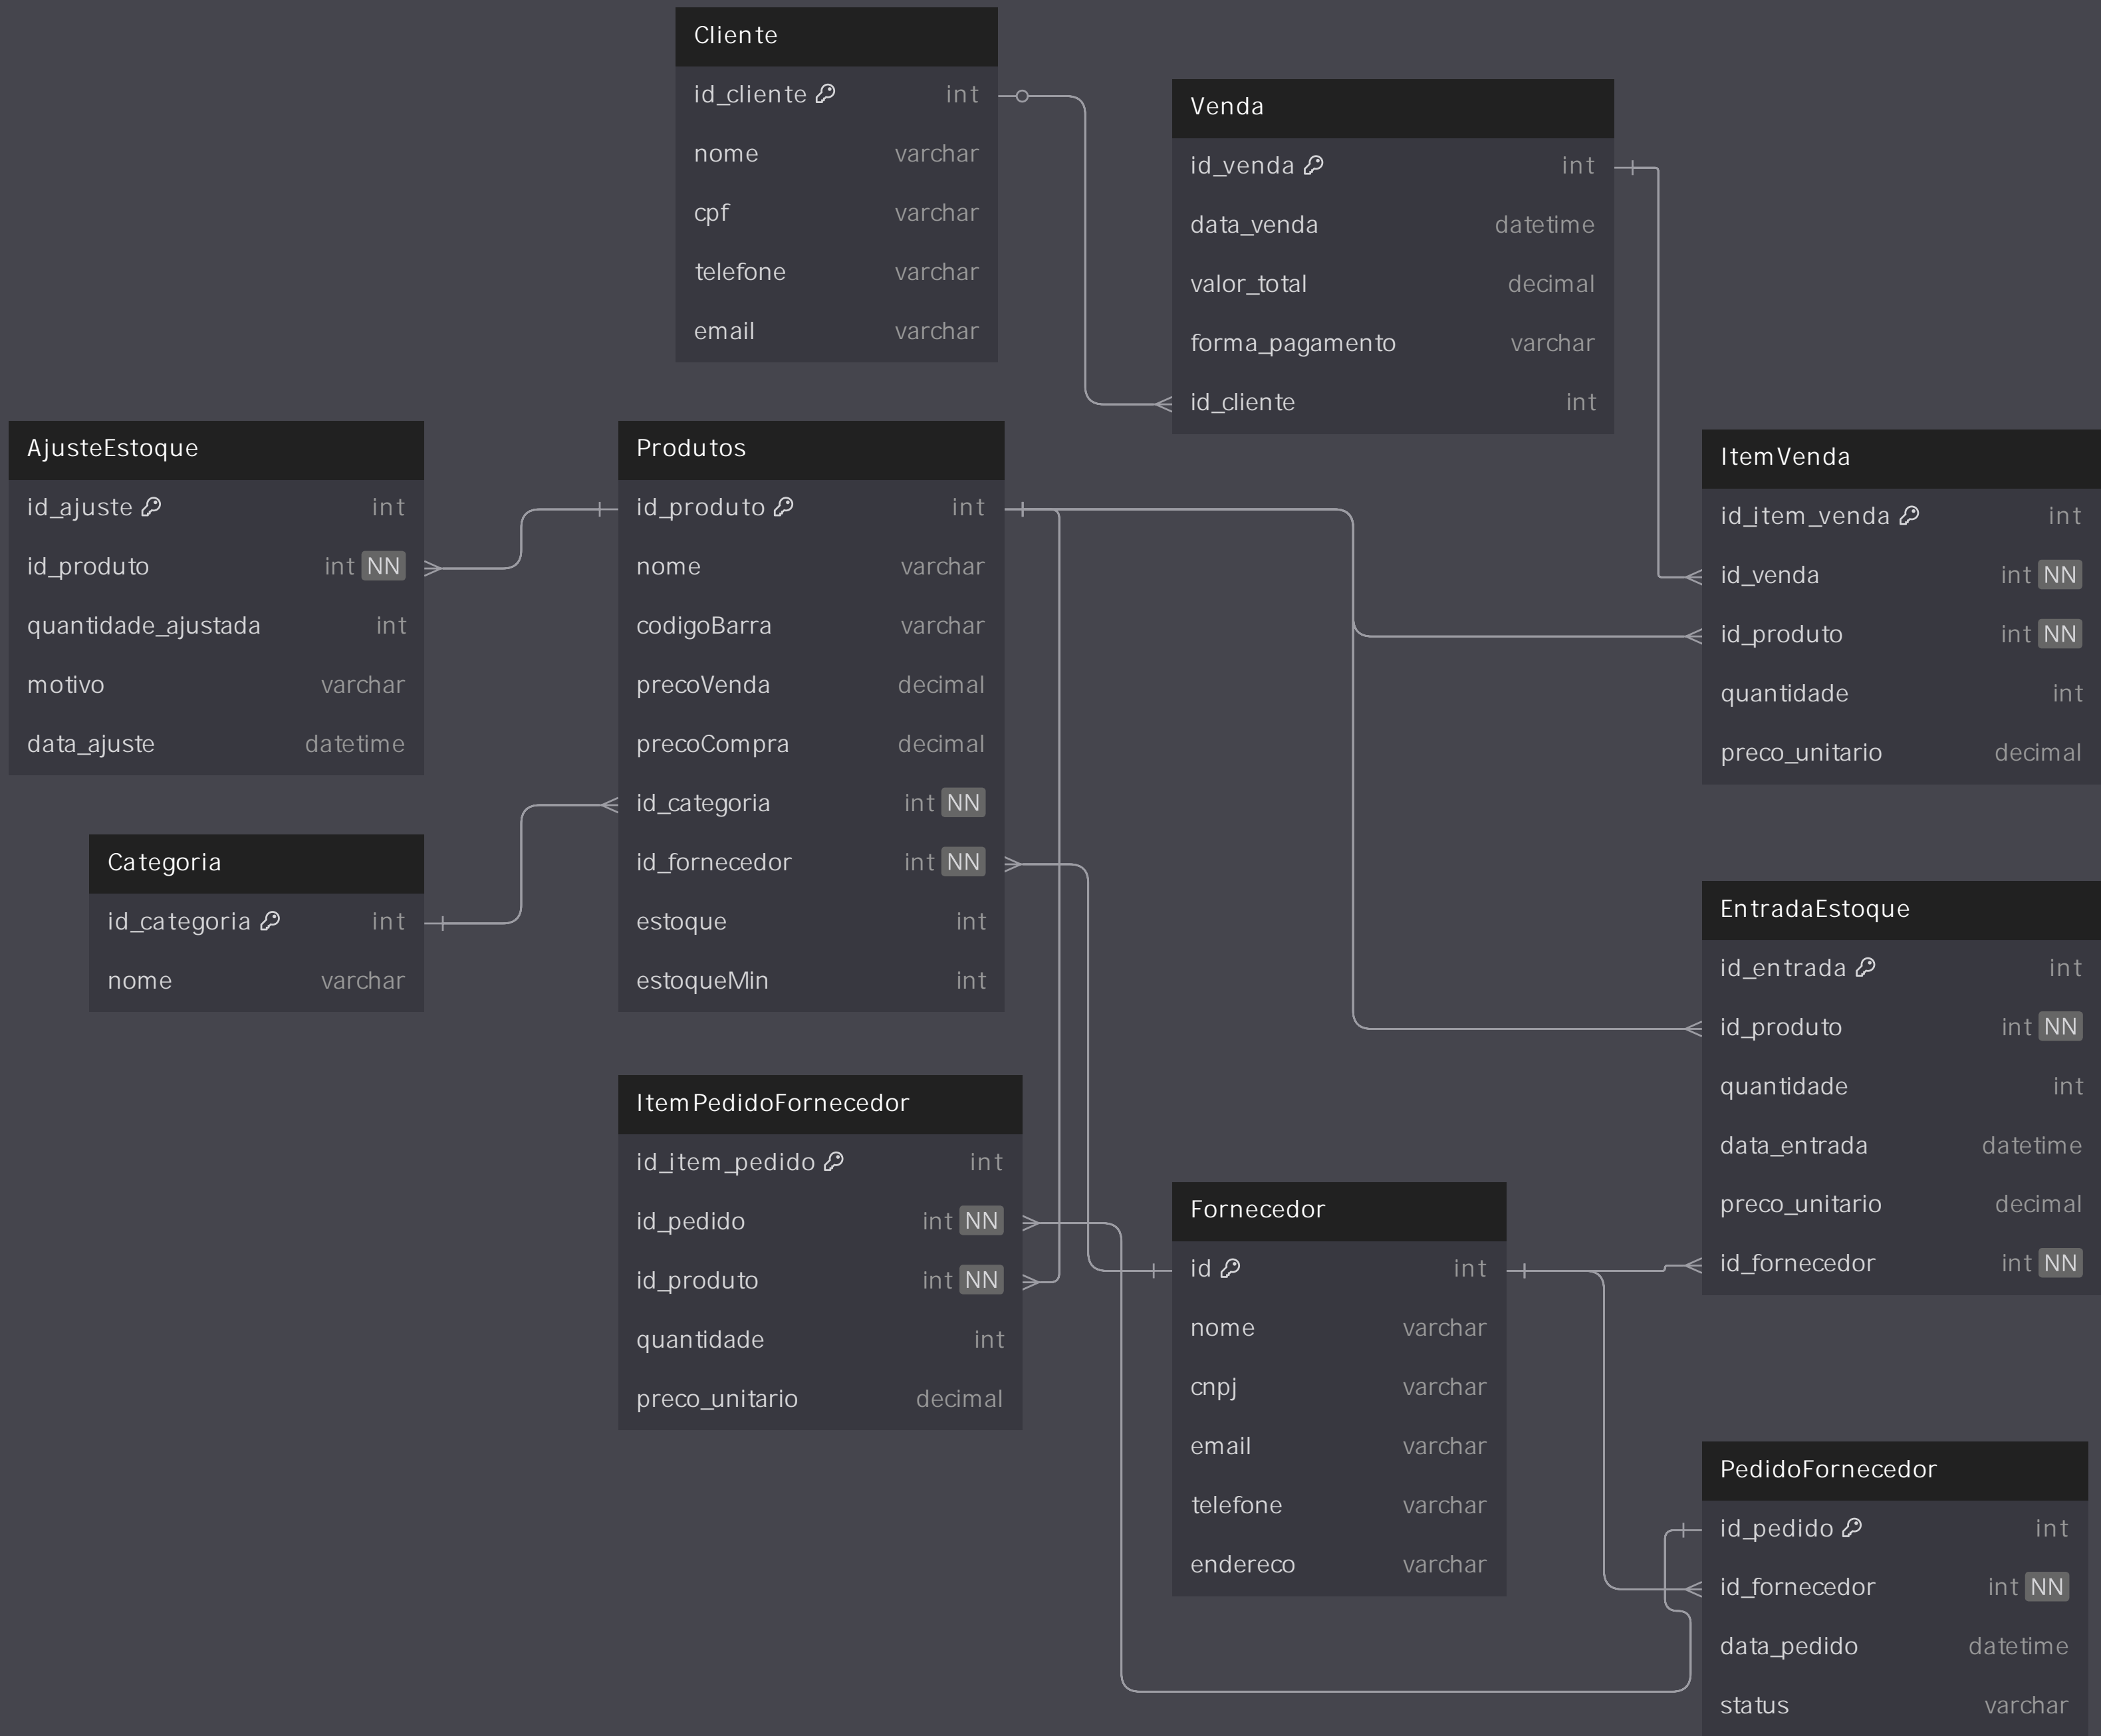 Cliente
id_cliente int
nome varchar
cpf varchar
telefone varchar
email varchar
Venda
id_venda int
data_venda datetime
valor_total decimal
forma_pagamento varchar
id_cliente int
AjusteEstoque
id_ajuste int
id_produto int NN
quantidade_ajustada int
motivo varchar
data_ajuste datetime
Produtos
id_produto int
nome varchar
codigoBarra varchar
precoVenda decimal
precoCompra decimal
id_categoria int NN
id_fornecedor int NN
estoque int
estoqueMin int
ItemVenda
id_item_venda int
id_venda int NN
id_produto int NN
quantidade int
preco_unitario decimal
Categoria
id_categoria int
nome varchar
EntradaEstoque
id_entrada int
id_produto int NN
quantidade int
data_entrada datetime
preco_unitario decimal
id_fornecedor int NN
ItemPedidoFornecedor
id_item_pedido int
id_pedido int NN
id_produto int NN
quantidade int
preco_unitario decimal
Fornecedor
id int
nome varchar
cnpj varchar
email varchar
telefone varchar
endereco varchar
PedidoFornecedor
id_pedido int
id_fornecedor int NN
data_pedido datetime
status varchar